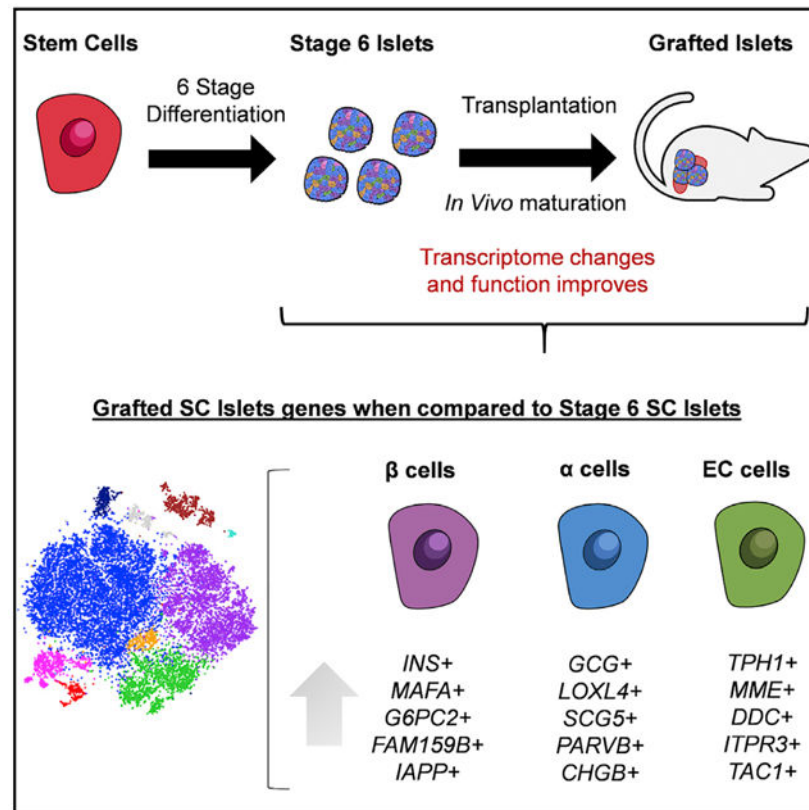 Stem Cells
Stage 6 Islets
Grafted Islets
6 Stage
Differentiation
Transplantation
In Vivo maturation
Transcriptome changes
and function improves
Grafted SC Islets genes when compared to Stage 6 SC Islets
β cells
α cells
EC cells
INS+
MAFA+
G6PC2+
FAM159B+
IAPP+
GCG+
LOXL4+
SCG5+
PARVB+
CHGB+
TPH1+
MME+
DDC+
ITPR3+
TAC1+